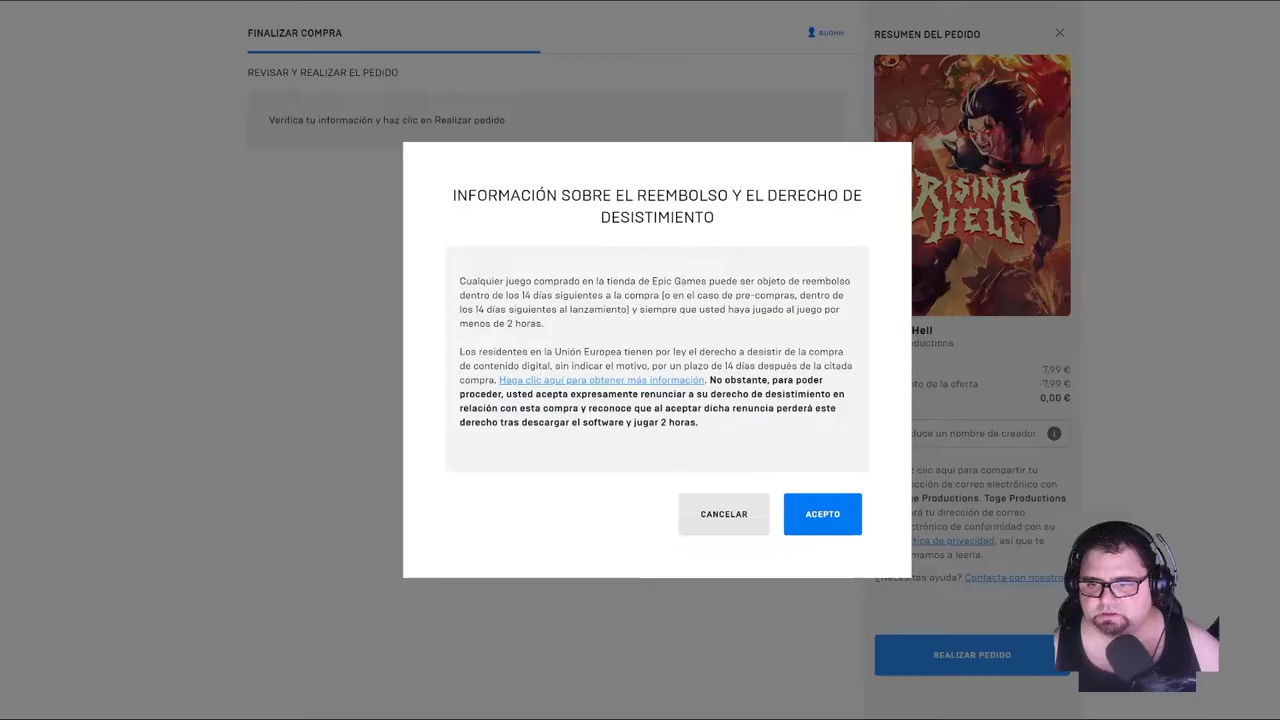 FINALIZAR COMPRA
BUGHH
REVISAR Y REALIZAR EL PEDIDO
Verifica tu información y haz clic en Realizar pedido
RESUMEN DEL PEDIDO
RISING
HELL
INFORMACIÓN SOBRE EL REEMBOLSO Y EL DERECHO DE
DESISTIMIENTO
Cualquier juego comprado en la tienda de Epic Games puede ser objeto de reembolso
dentro de los 14 días siguientes a la compra (o en el caso de pre-compras, dentro de
los 14 días siguientes al lanzamiento) y siempre que usted haya jugado al juego por
menos de 2 horas.
Los residentes en la Unión Europea tienen por ley el derecho a desistir de la compra
de contenido digital, sin indicar el motivo, por un plazo de 14 días después de la citada
compra. Haga clic aquí para obtener más información. No obstante, para poder
proceder, usted acepta expresamente renunciar a su derecho de desistimiento en
relación con esta compra y reconoce que al aceptar dicha renuncia perderá este
derecho tras descargar el software y jugar 2 horas.
CANCELAR
ACEPTO
Hell
oductions
7,99 €
nto de la oferta
-7,99 €
0,00 €
duce un nombre de creador
z clic aquí para compartir tu
ección de correo electrónico con
ge Productions. Toge Productions
ará tu dirección de correo
ctrónico de conformidad con su
ítica de privacidad, así que te
mamos a leerla.
¿Necesitas ayuda? Contacta con nosotro
REALIZAR PEDIDO